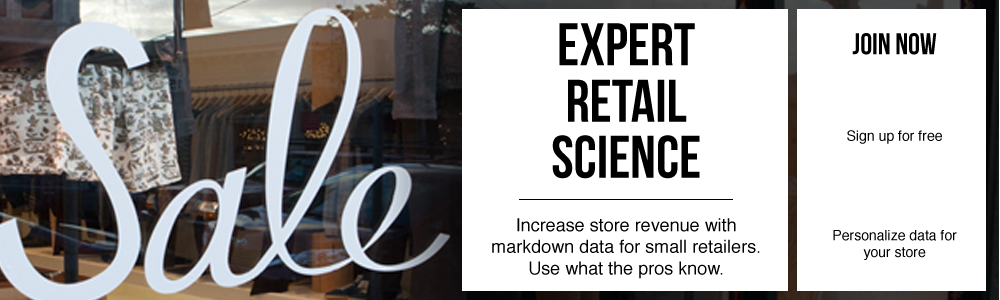 Sale
EXPERT
RETAIL
SCIENCE
Increase store revenue with
markdown data for small retailers.
Use what the pros know.
JOIN NOW
Sign up for free
Personalize data for
your store